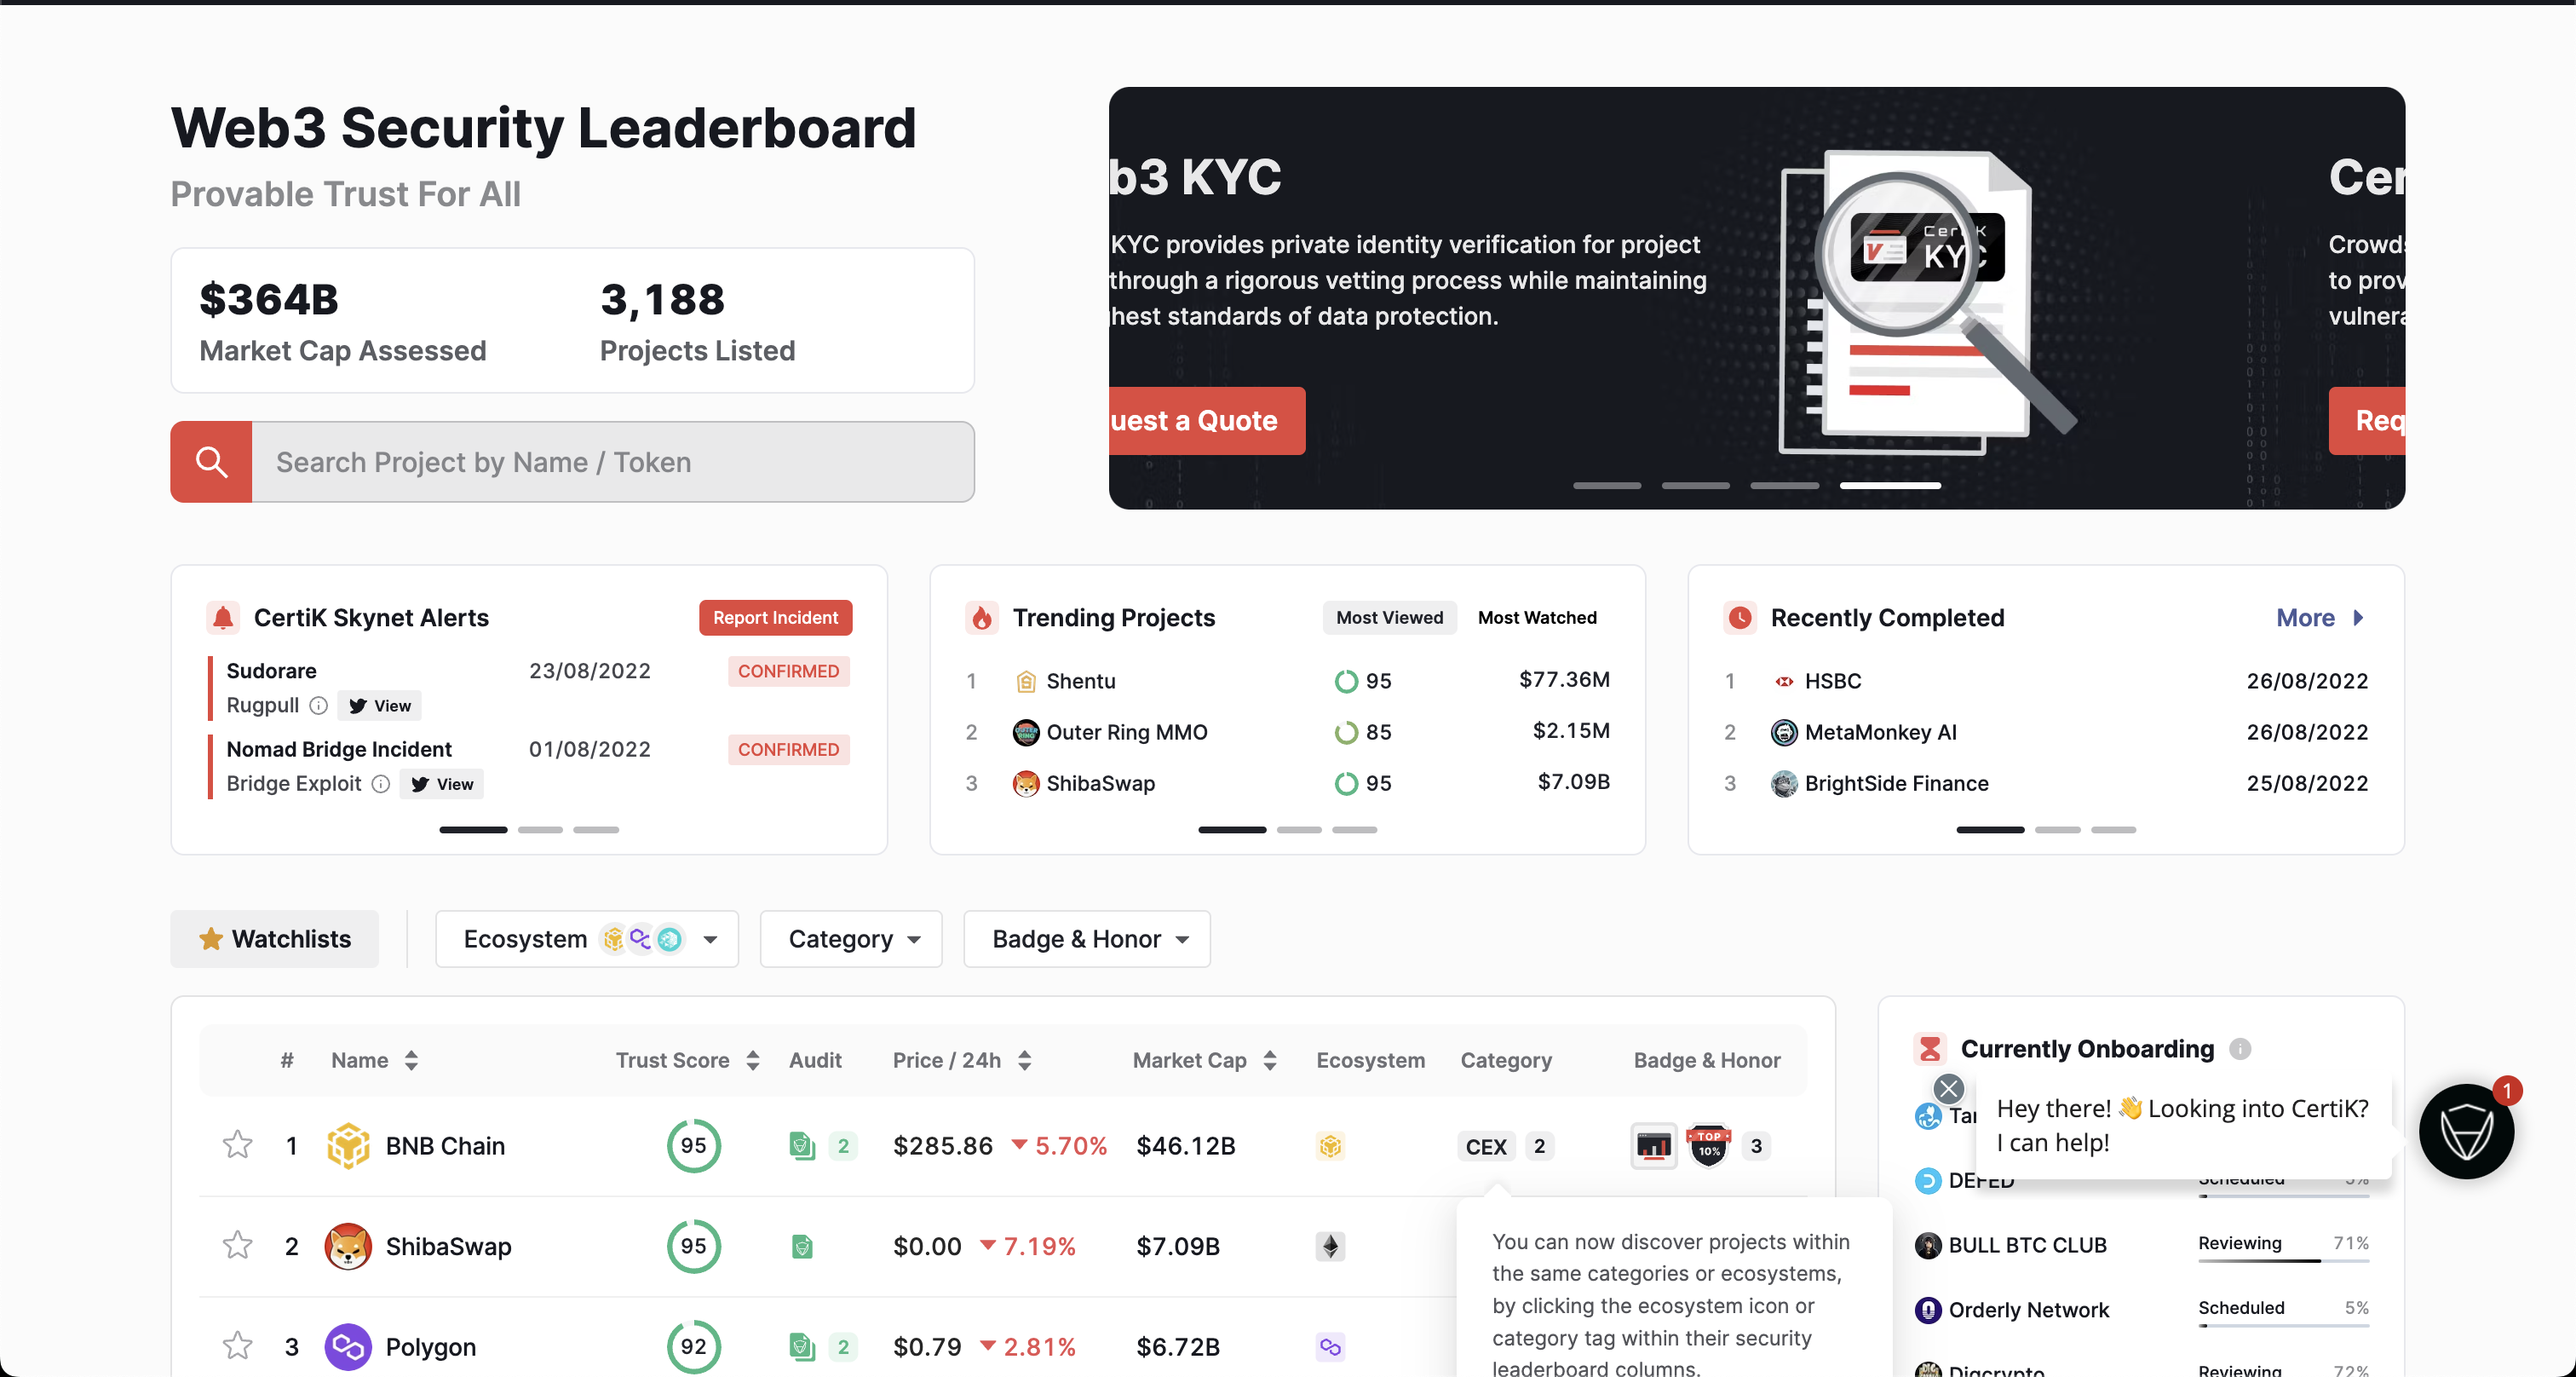 Web3 Security Leaderboard
Provable Trust For All
$364B
Market Cap Assessed
3,188
Projects Listed
Search Project by Name / Token
b3 KYC
KYC provides private identity verification for project
through a rigorous vetting process while maintaining
hest standards of data protection.
uest a Quote
CertiK
KYC
Cer
Crowds
to prov
vulnera
Req
CertiK Skynet Alerts
Report Incident
Sudorare
23/08/2022
CONFIRMED
Rugpull
View
Nomad Bridge Incident
01/08/2022
CONFIRMED
Bridge Exploit
View
Trending Projects
Most Viewed
Most Watched
1 Shentu 95 $77.36M
2 Outer Ring MMO 85 $2.15M
3 ShibaSwap 95 $7.09B
Recently Completed
More
1 HSBC 26/08/2022
2 MetaMonkey AI 26/08/2022
3 BrightSide Finance 25/08/2022
Watchlists
Ecosystem
Category
Badge & Honor
# Name Trust Score Audit Price / 24h Market Cap Ecosystem Category Badge & Honor
1 BNB Chain 95 2 $285.86 5.70% $46.12B CEX 2 TOP 10% 3
2 ShibaSwap 95 $0.00 7.19% $7.09B
3 Polygon 92 2 $0.79 2.81% $6.72B
You can now discover projects within
the same categories or ecosystems,
by clicking the ecosystem icon or
category tag within their security
leaderboard columns.
Currently Onboarding
Tar
Hey there! 👋 Looking into CertiK?
I can help!
1
DEFED Scheduled 5%
BULL BTC CLUB Reviewing 71%
Orderly Network Scheduled 5%
Digcrypto Reviewing 72%